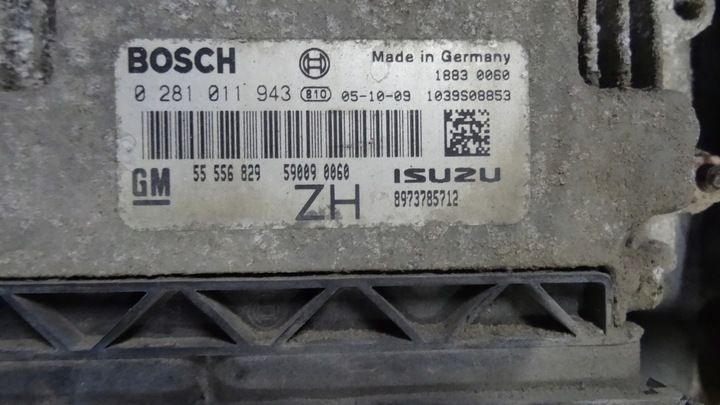 BOSCH Made in Germany
1883 0060
0 281 011 943 810 05-10-09 1039S08853
GM 55 556 829 59009 0060 ISUZU
ZH 8973785712